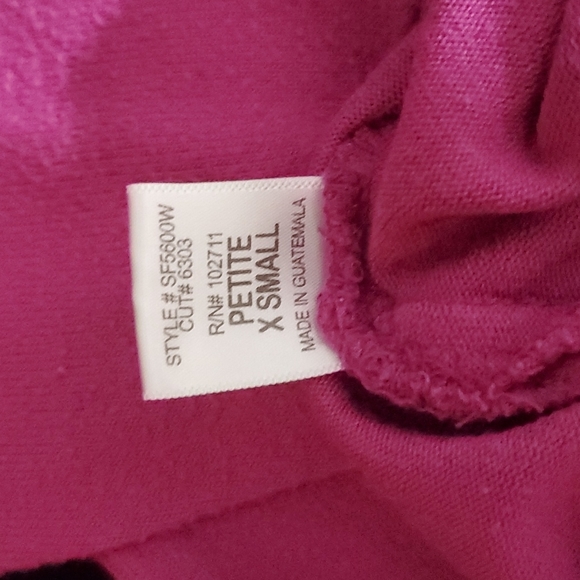 STYLE # SF5600W
CUT# 6303
R/N# 102711
PETITE
X SMALL
MADE IN GUATEMALA